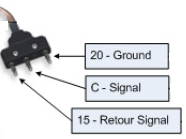 20 - Ground
C - Signal
15 - Retour Signal